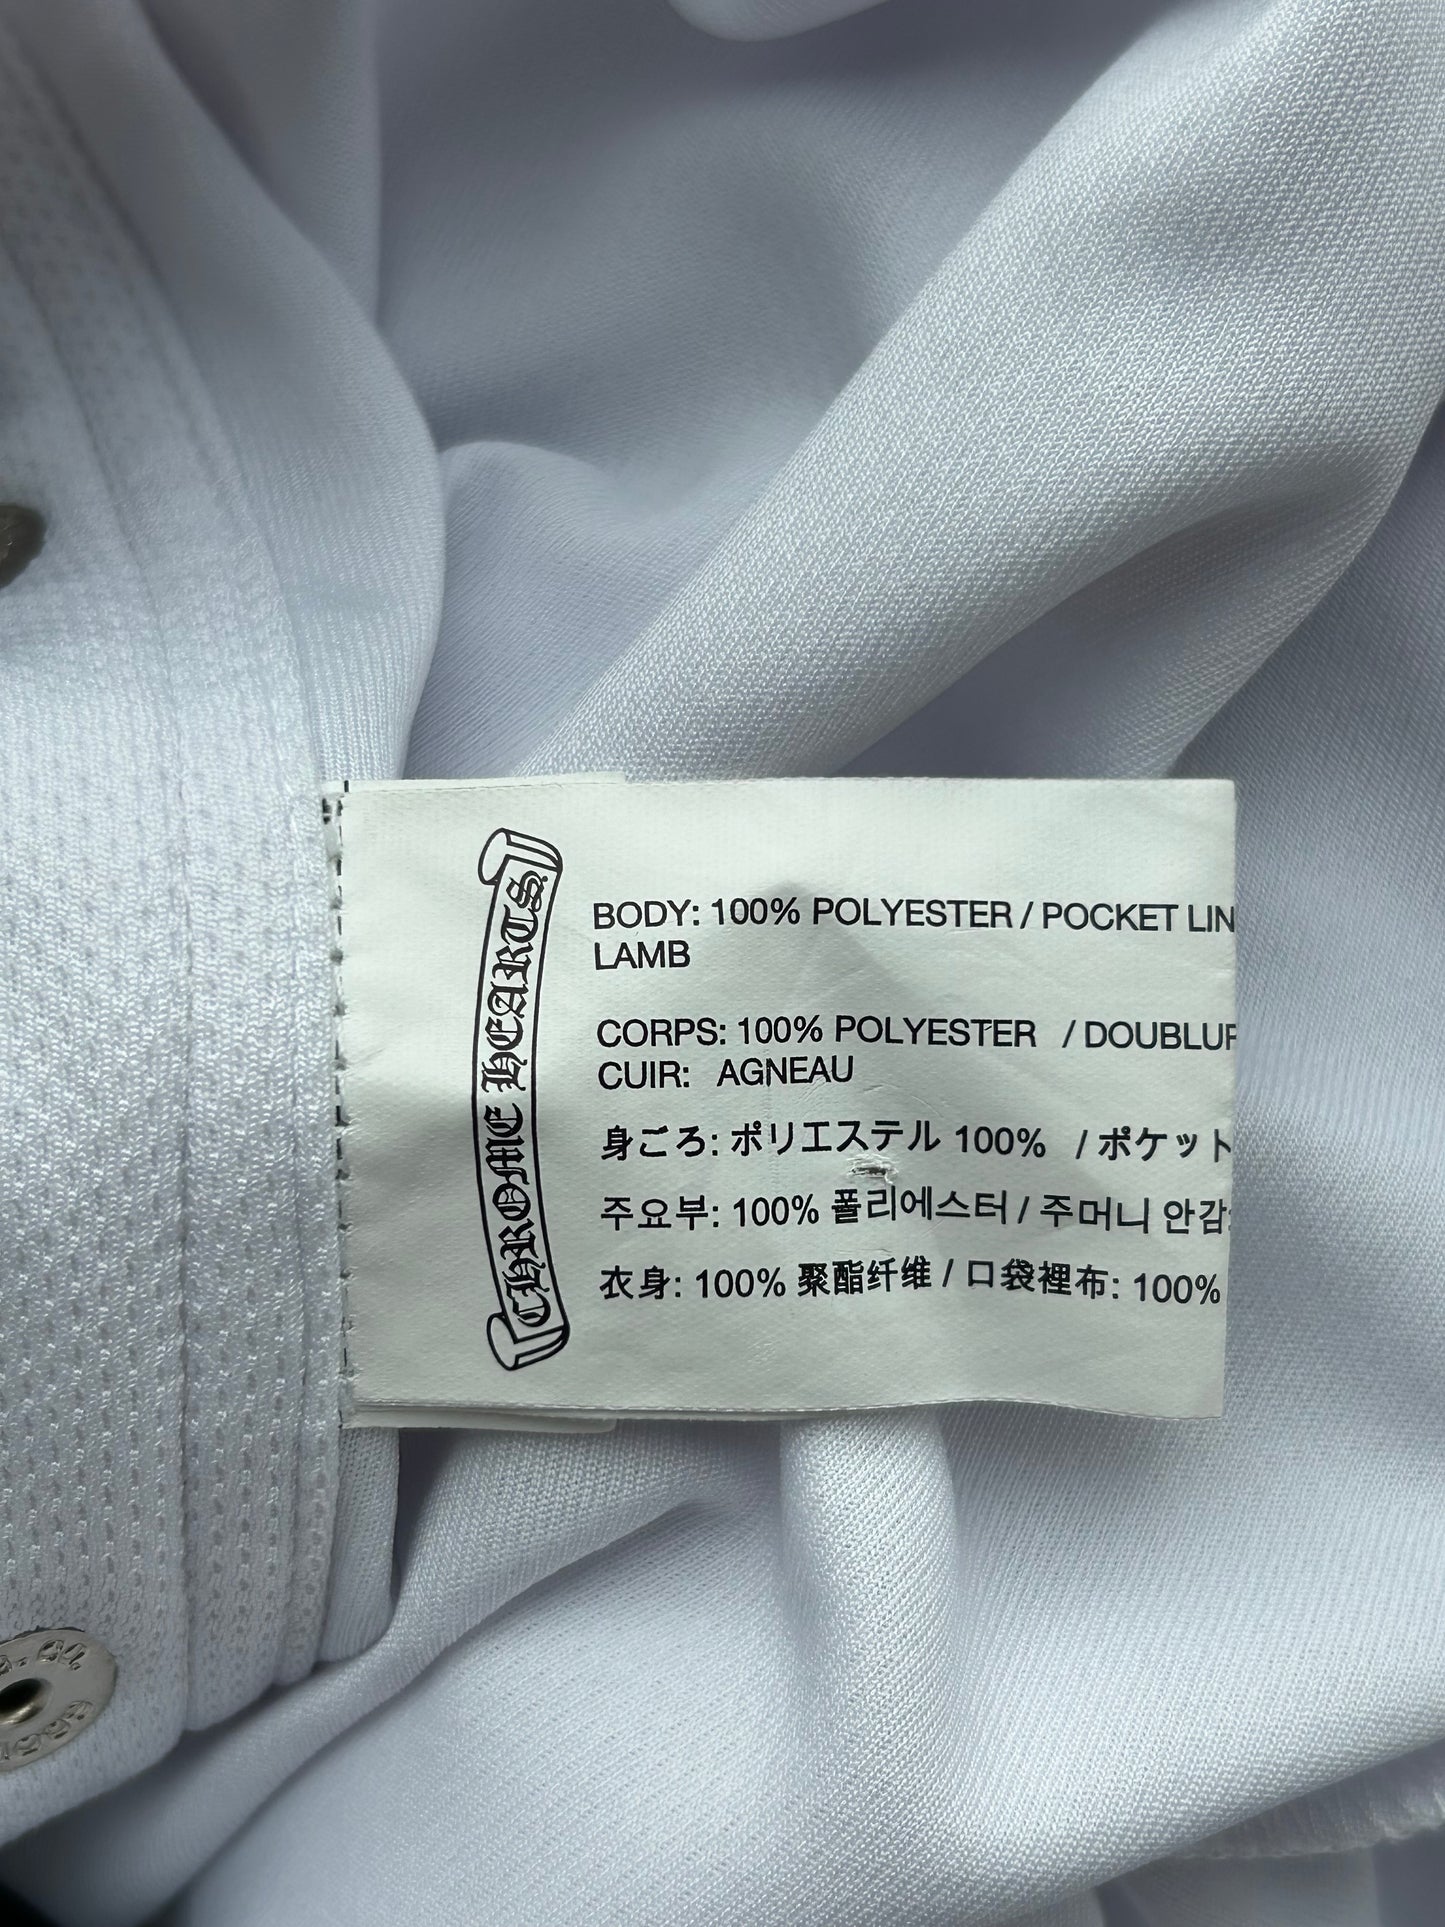 CHROME HEARTS
BODY: 100% POLYESTER / POCKET LIN
LAMB
CORPS: 100% POLYESTER / DOUBLUR
CUIR: AGNEAU
身ごろ: ポリエステル 100% / ポケット
주요부: 100% 폴리에스터 / 주머니 안감
衣身: 100% 聚酯纤维 / 口袋裡布: 100%